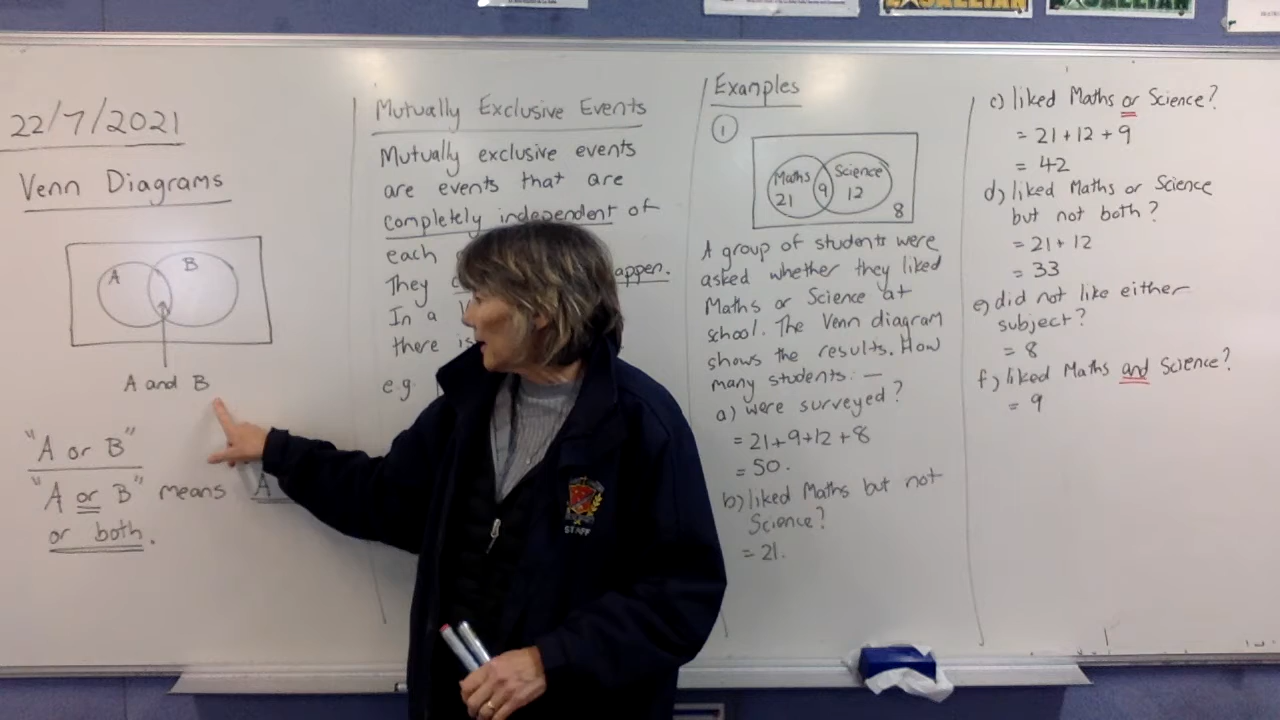 22/7/2021
Venn Diagrams
A
B
A and B
"A or B"
"A or B" means A
or both.
Mutually Exclusive Events
Mutually exclusive events
are events that are
completely independent of
each
They
appen.
In a
there is
e.g.
Examples
1
Maths
21
9
Science
12
8
A group of students were
asked whether they liked
Maths or Science at
school. The Venn diagram
shows the results. How
many students: —
a) were surveyed?
= 21+9+12+8
= 50.
b) liked Maths but not
Science?
= 21.
c) liked Maths or Science?
= 21 + 12 + 9
= 42
d) liked Maths or Science
but not both?
= 21 + 12
= 33
e) did not like either
subject?
= 8
f) liked Maths and Science?
= 9
STAFF